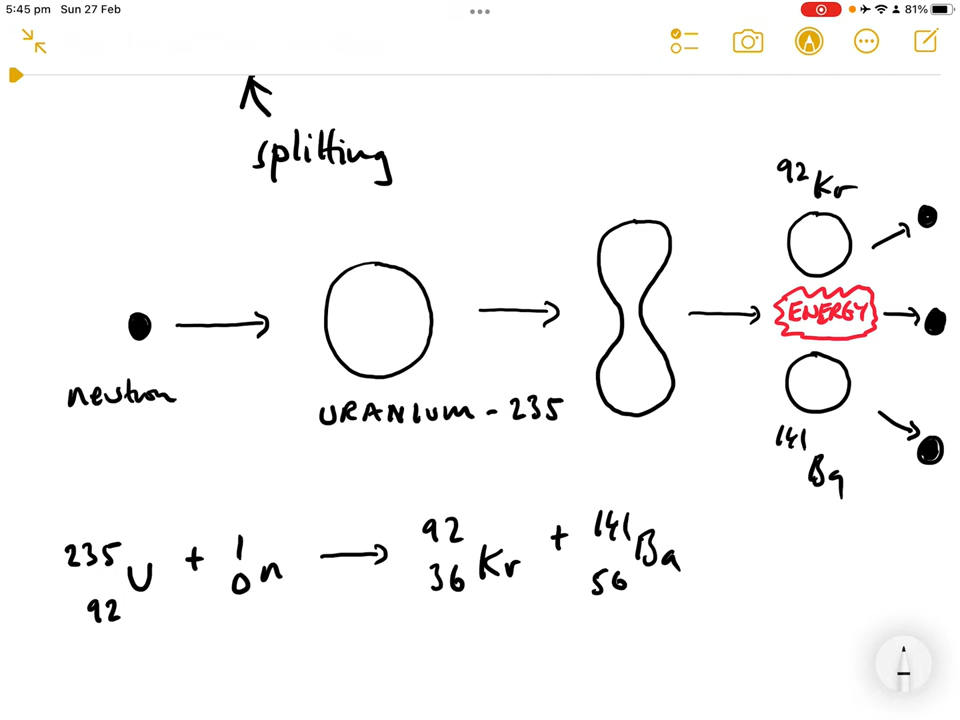 5:45 pm Sun 27 Feb
81%
splitting
92 Kr
ENERGY
neutron
URANIUM - 235
141 Ba
235 92 U + 1 0 n → 92 36 Kr + 141 56 Ba